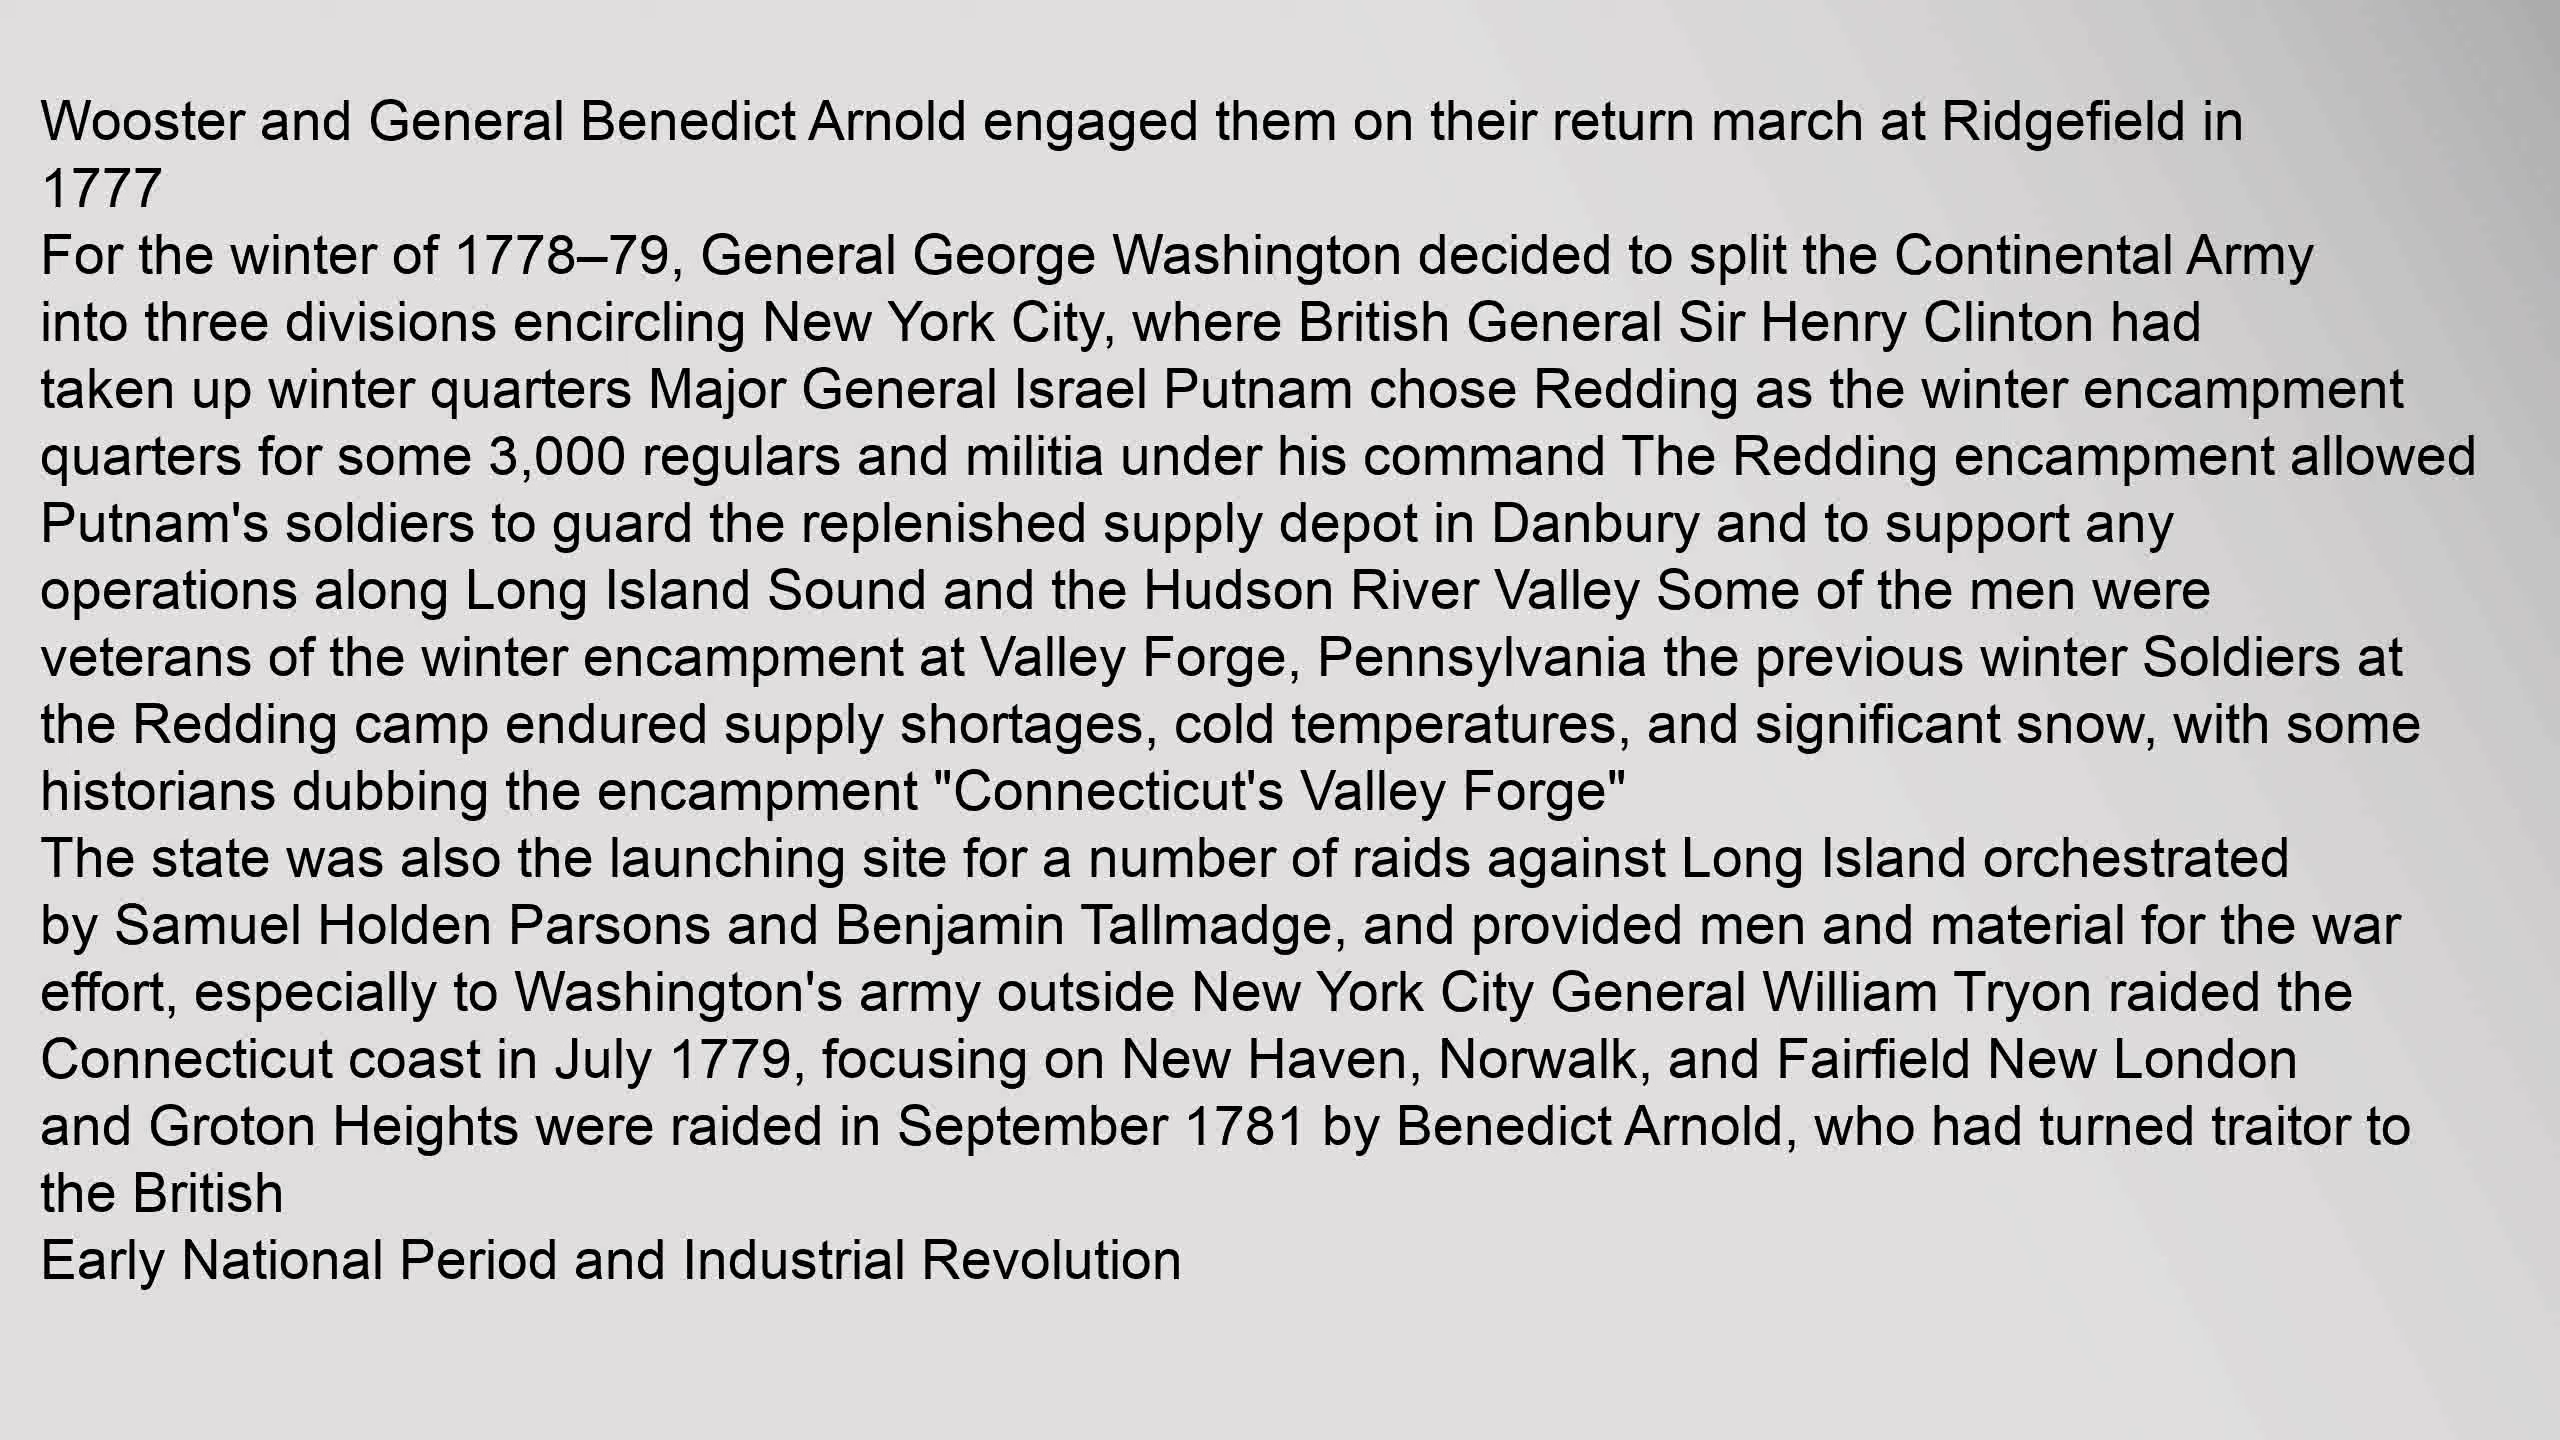 Wooster and General Benedict Arnold engaged them on their return march at Ridgefield in
1777
For the winter of 1778–79, General George Washington decided to split the Continental Army
into three divisions encircling New York City, where British General Sir Henry Clinton had
taken up winter quarters Major General Israel Putnam chose Redding as the winter encampment
quarters for some 3,000 regulars and militia under his command The Redding encampment allowed
Putnam's soldiers to guard the replenished supply depot in Danbury and to support any
operations along Long Island Sound and the Hudson River Valley Some of the men were
veterans of the winter encampment at Valley Forge, Pennsylvania the previous winter Soldiers at
the Redding camp endured supply shortages, cold temperatures, and significant snow, with some
historians dubbing the encampment "Connecticut's Valley Forge"
The state was also the launching site for a number of raids against Long Island orchestrated
by Samuel Holden Parsons and Benjamin Tallmadge, and provided men and material for the war
effort, especially to Washington's army outside New York City General William Tryon raided the
Connecticut coast in July 1779, focusing on New Haven, Norwalk, and Fairfield New London
and Groton Heights were raided in September 1781 by Benedict Arnold, who had turned traitor to
the British
Early National Period and Industrial Revolution